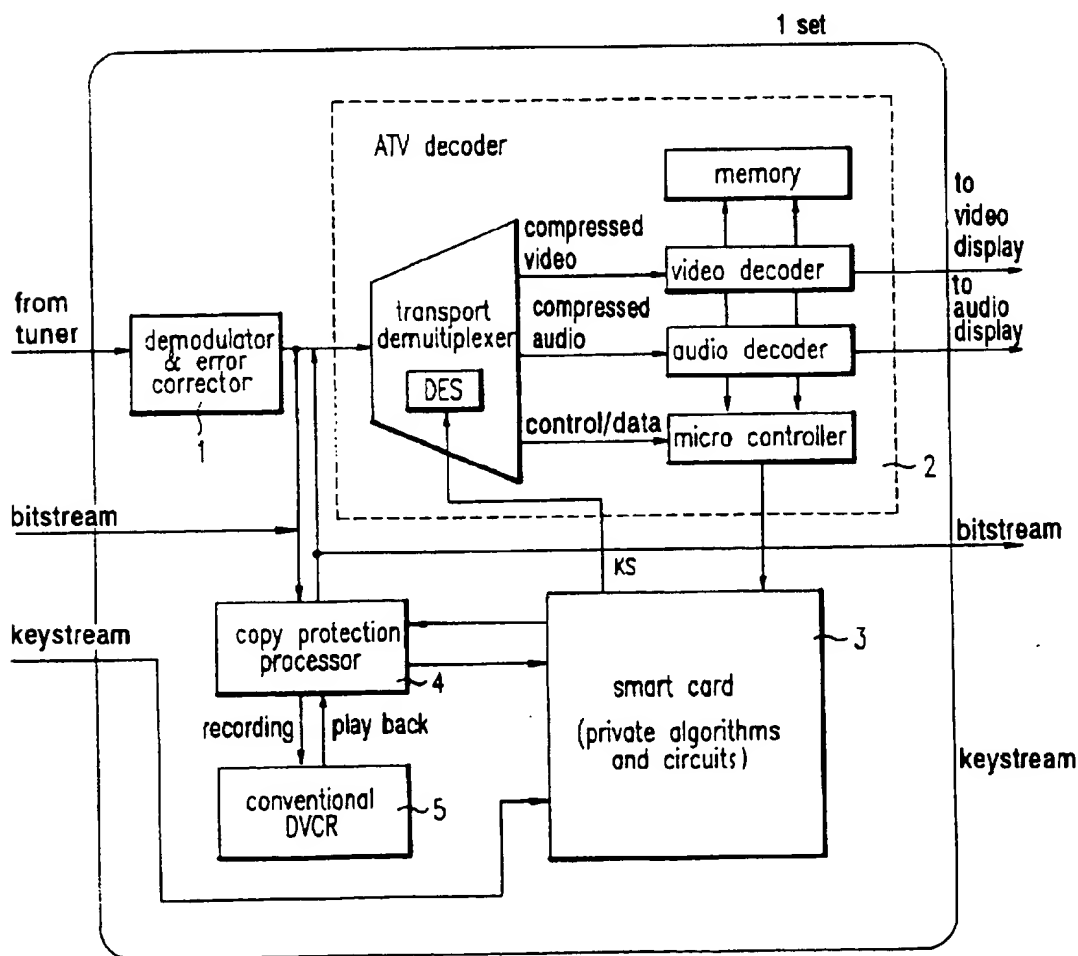 1 set
ATV decoder
memory
to
video
display
compressed
video
video decoder
from
tuner
transport
demultiplexer
compressed
audio
to
audio
display
demodulator
& error
corrector
audio decoder
1
DES
control/data
micro controller
2
bitstream
bitstream
KS
keystream
copy protection
processor
4
3
smart card
(private algorithms
and circuits)
recording
play back
keystream
conventional
DVCR
5